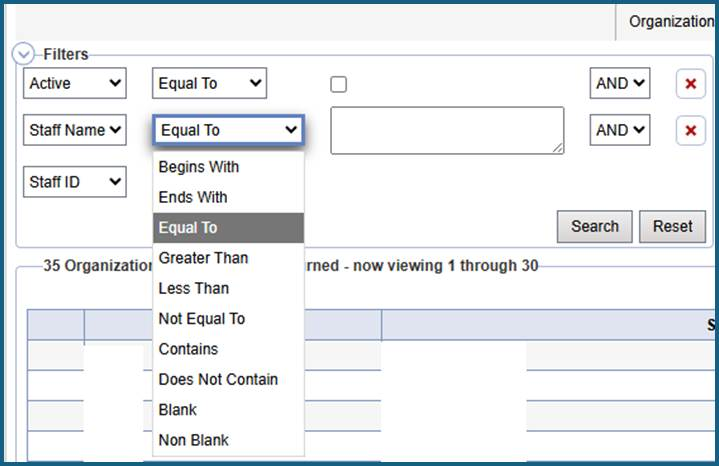 Organization
Filters
Active Equal To AND
Staff Name Equal To AND
Begins With
Staff ID
Ends With
Equal To
Search Reset
Greater Than
35 Organization rned - now viewing 1 through 30
Less Than
Not Equal To
S
Contains
Does Not Contain
Blank
Non Blank